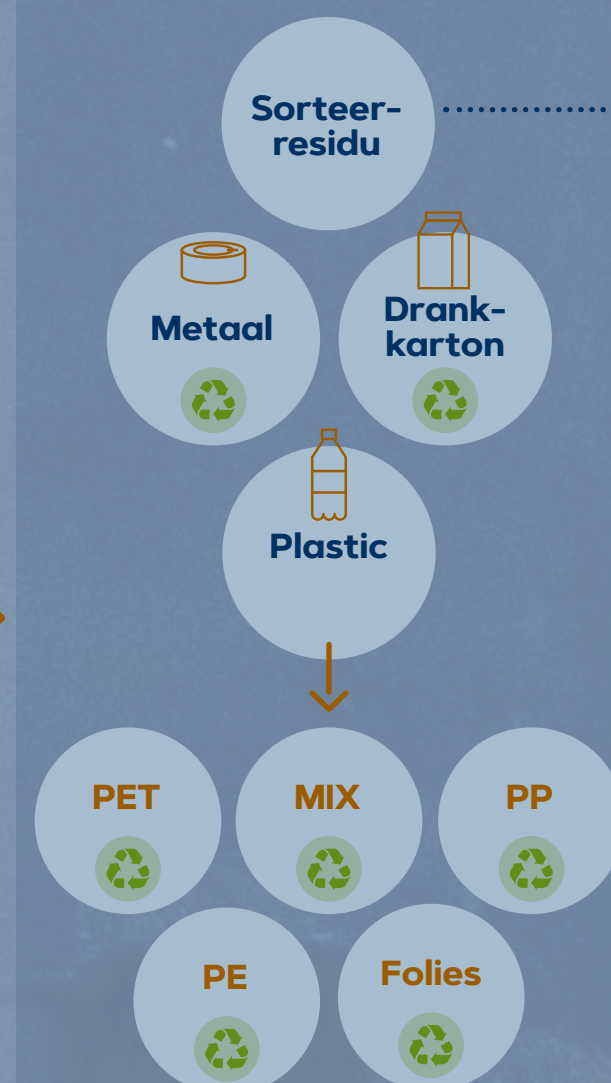 Sorteer-
residu
Metaal
Drank-
karton
Plastic
PET
MIX
PP
PE
Folies